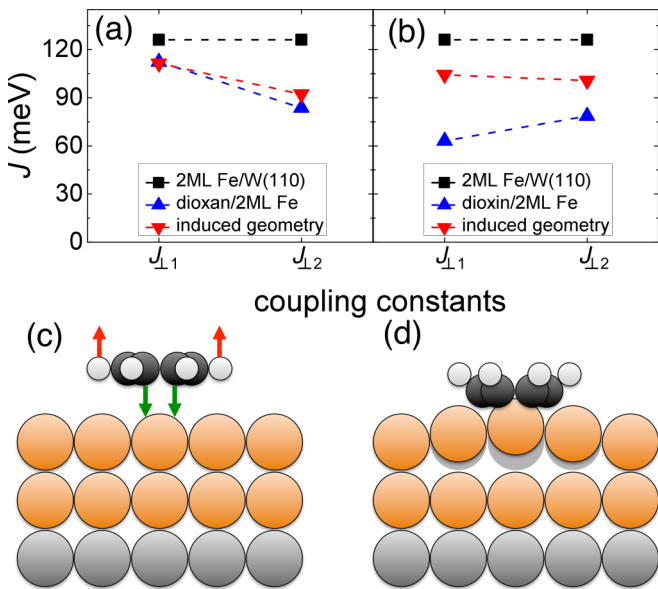 (a)
(b)
120
90
60
30
0
J (meV)
2ML Fe/W(110)
dioxan/2ML Fe
induced geometry
2ML Fe/W(110)
dioxin/2ML Fe
induced geometry
J⊥1
J⊥2
J⊥1
J⊥2
coupling constants
(c)
(d)